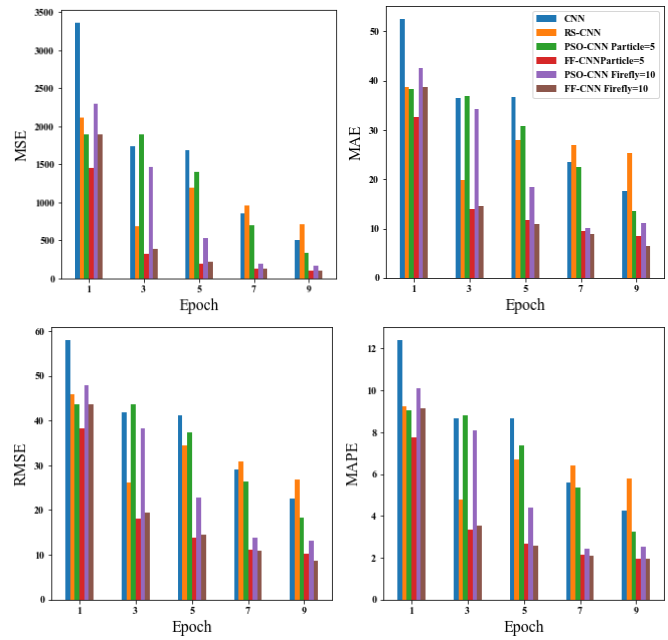 3500
3000
2500
2000
1500
1000
500
0
MSE
1 3 5 7 9
Epoch
50
40
30
20
10
0
MAE
CNN
RS-CNN
PSO-CNN Particle=5
FF-CNNParticle=5
PSO-CNN Firefly=10
FF-CNN Firefly=10
1 3 5 7 9
Epoch
60
50
40
30
20
10
0
RMSE
1 3 5 7 9
Epoch
12
10
8
6
4
2
0
MAPE
1 3 5 7 9
Epoch